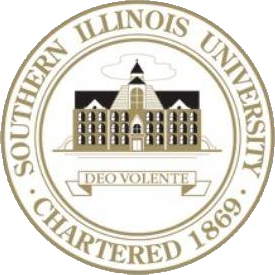 SOUTHERN ILLINOIS UNIVERSITY
DEO VOLENTE
· CHARTERED 1869 ·